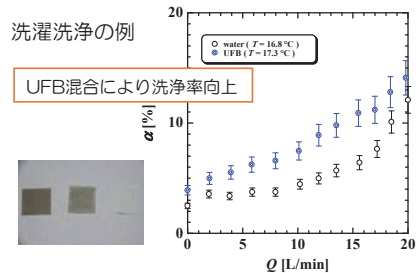 洗濯洗浄の例
UFB混合により洗浄率向上
water ( T = 16.8 °C)
UFB ( T = 17.3 °C)
20
10
0
α [%]
0 5 10 15 20
Q [L/min]